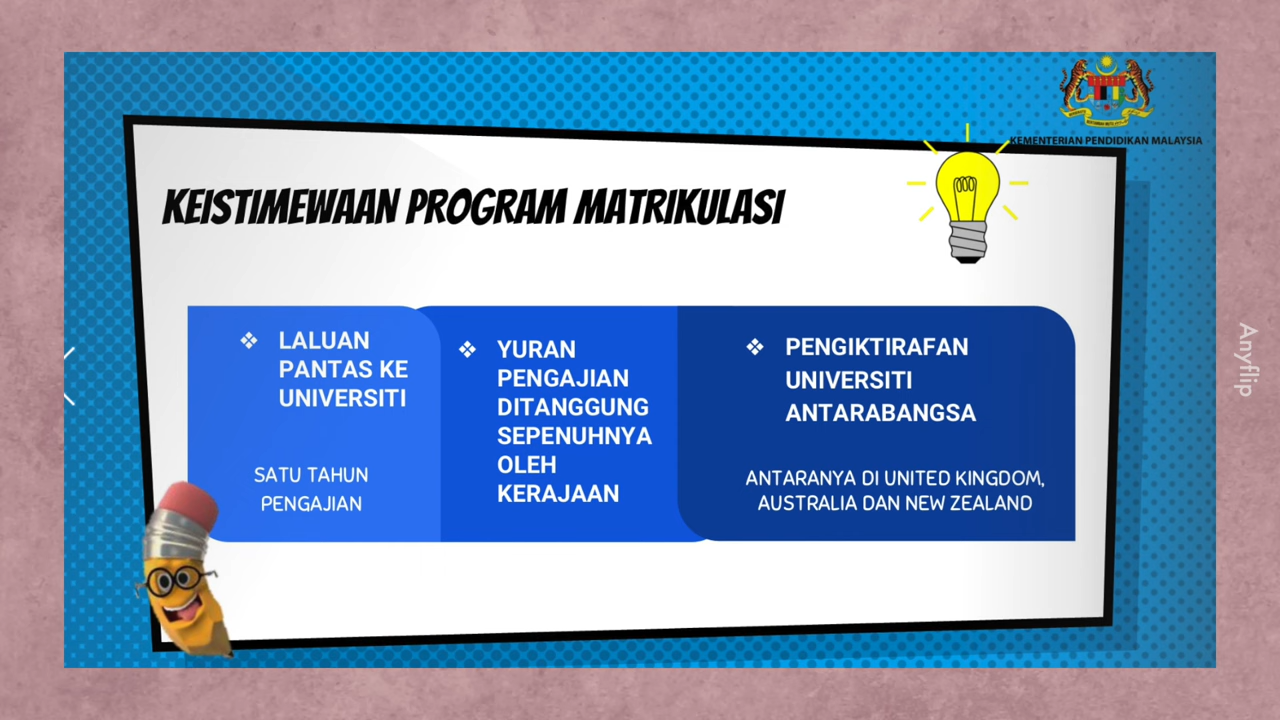 KEMENTERIAN PENDIDIKAN MALAYSIA
KEISTIMEWAAN PROGRAM MATRIKULASI
❖ LALUAN
PANTAS KE
UNIVERSITI
SATU TAHUN
PENGAJIAN
❖ YURAN
PENGAJIAN
DITANGGUNG
SEPENUHNYA
OLEH
KERAJAAN
❖ PENGIKTIRAFAN
UNIVERSITI
ANTARABANGSA
ANTARANYA DI UNITED KINGDOM,
AUSTRALIA DAN NEW ZEALAND
Anyflip